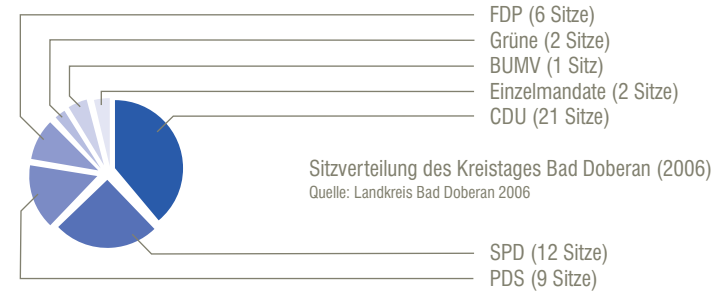 FDP (6 Sitze)
Grüne (2 Sitze)
BUMV (1 Sitz)
Einzelmandate (2 Sitze)
CDU (21 Sitze)
Sitzverteilung des Kreistages Bad Doberan (2006)
Quelle: Landkreis Bad Doberan 2006
SPD (12 Sitze)
PDS (9 Sitze)